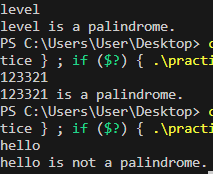 level
level is a palindrome.
PS C:\Users\User\Desktop>
tice } ; if ($?) { .\practi
123321
123321 is a palindrome.
PS C:\Users\User\Desktop>
tice } ; if ($?) { .\practi
hello
hello is not a palindrome.